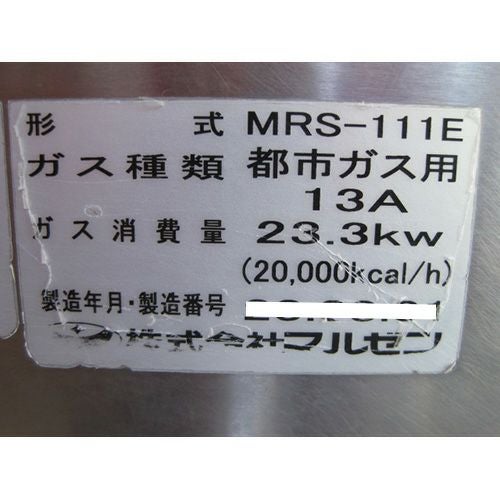 形 式 MRS-111E
ガス種類 都市ガス用
13A
ガス消費量 23.3kw
(20,000kcal/h)
製造年月・製造番号
株式会社マルゼン